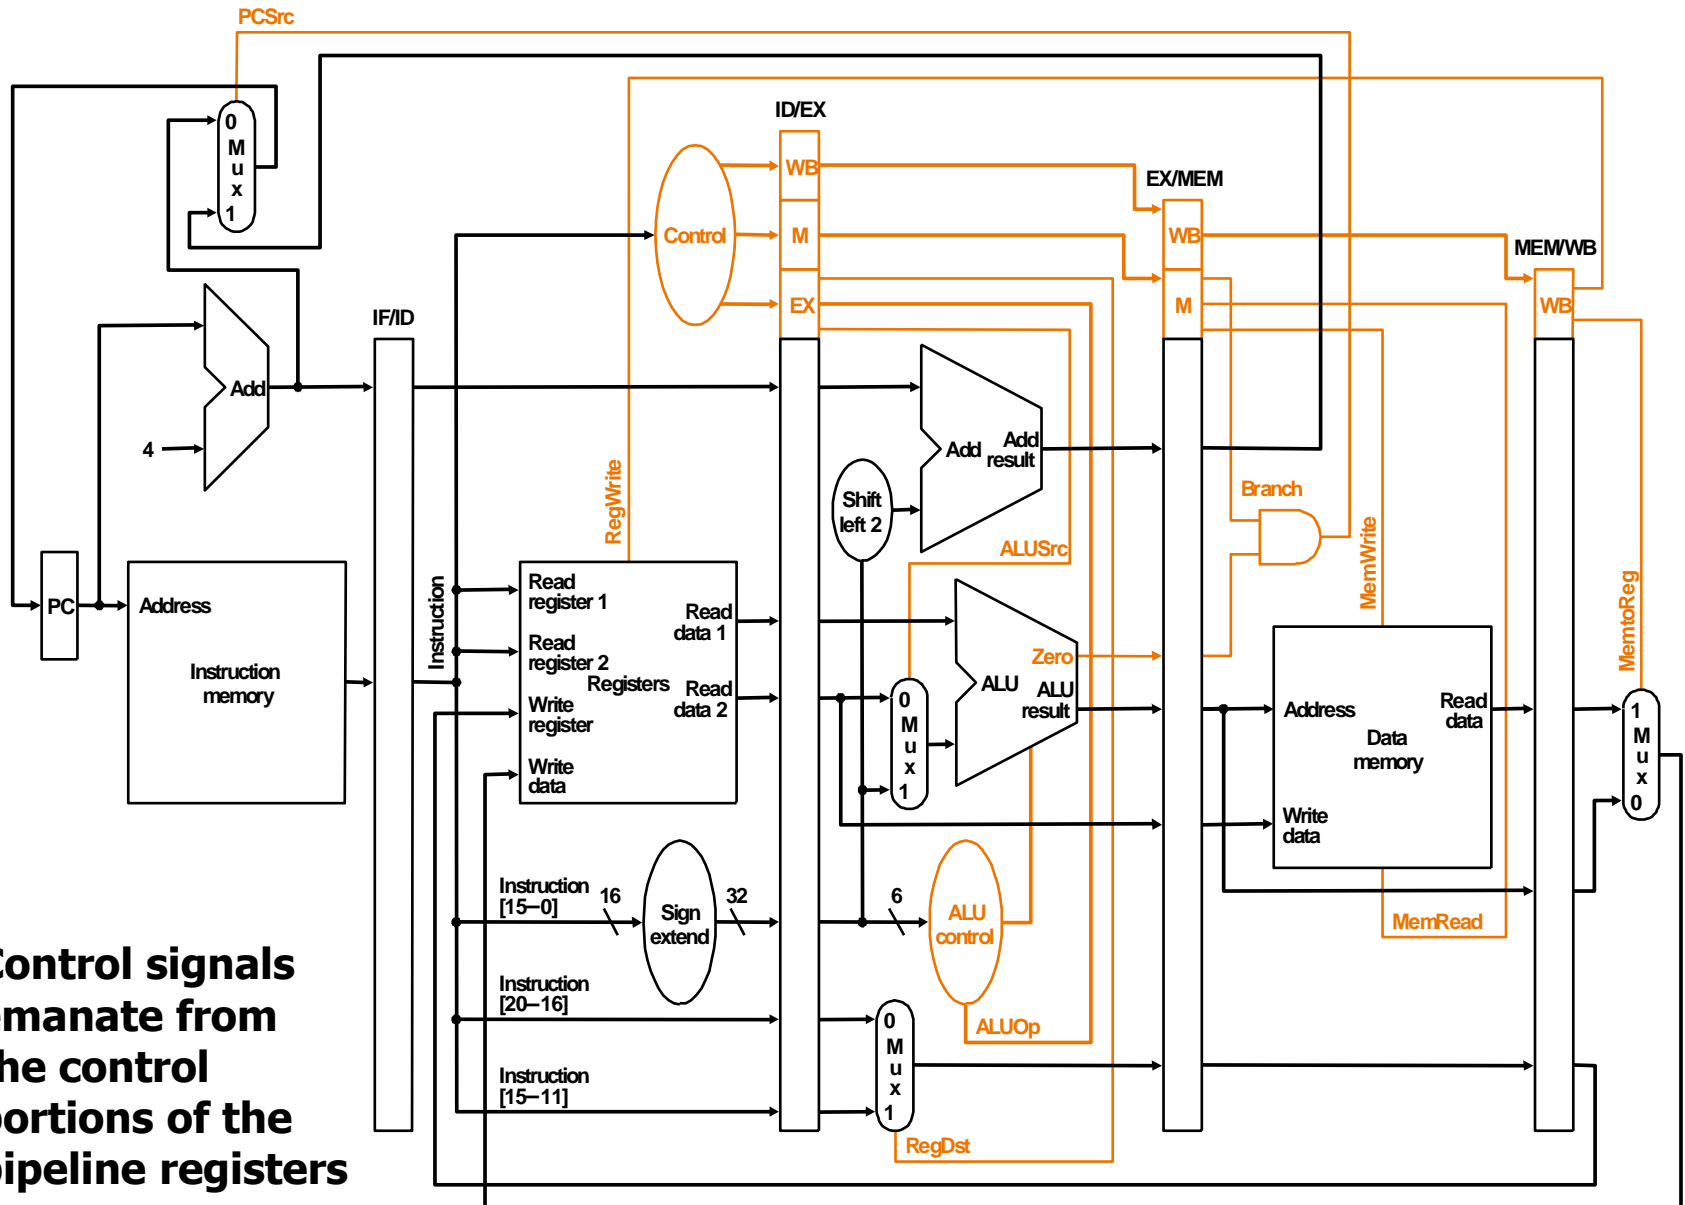 PCSrc
ID/EX
0
M
u
x
1
WB
EX/MEM
Control
M
WB
MEM/WB
EX
M
WB
IF/ID
Add
4
Add
Add
result
Shift
left 2
RegWrite
Branch
ALUSrc
MemWrite
MemtoReg
PC
Address
Instruction
memory
Instruction
Read
register 1
Read
register 2
Write
register
Write
data
Registers
Read
data 1
Read
data 2
0
M
u
x
1
Zero
ALU
ALU
result
Address
Read
data
Data
memory
Write
data
1
M
u
x
0
Instruction
[15–0]
16
Sign
extend
32
6
ALU
control
MemRead
Instruction
[20–16]
Instruction
[15–11]
0
M
u
x
1
ALUOp
RegDst
Control signals
emanate from
the control
portions of the
pipeline registers